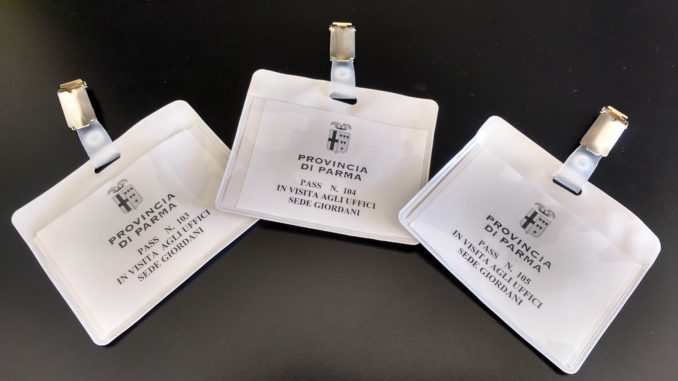 PROVINCIA
DI PARMA
PASS N. 103
IN VISITA AGLI UFFICI
SEDE GIORDANI
PROVINCIA
DI PARMA
PASS N. 104
IN VISITA AGLI UFFICI
SEDE GIORDANI
PROVINCIA
DI PARMA
PASS N. 105
IN VISITA AGLI UFFICI
SEDE GIORDANI